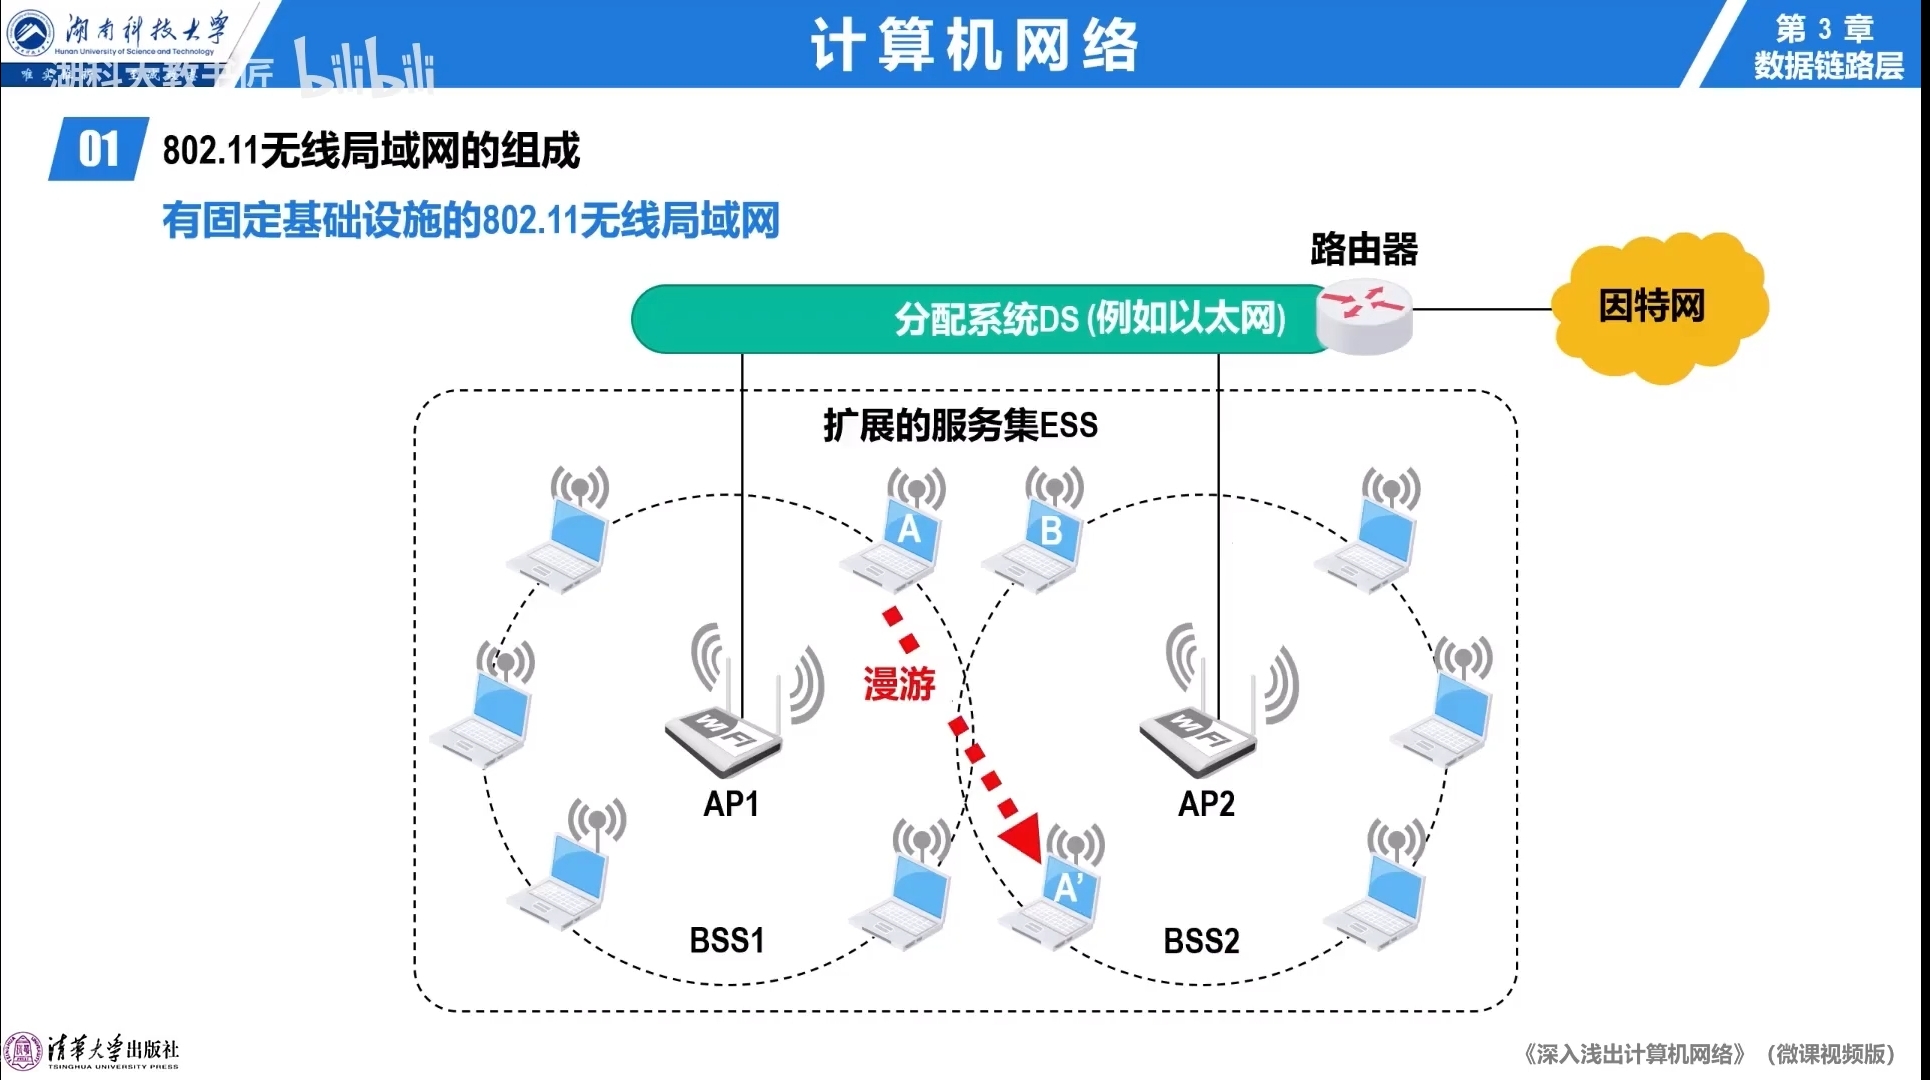 湖南科技大学
Hunan University of Science and Technology
湖科大教书匠 bilibili
计算机网络
第 3 章
数据链路层
01 802.11无线局域网的组成
有固定基础设施的802.11无线局域网
路由器
分配系统DS (例如以太网)
因特网
扩展的服务集ESS
A
B
漫游
WiFi
WiFi
AP1
AP2
A’
BSS1
BSS2
清华大学出版社
TSINGHUA UNIVERSITY PRESS
《深入浅出计算机网络》（微课视频版）